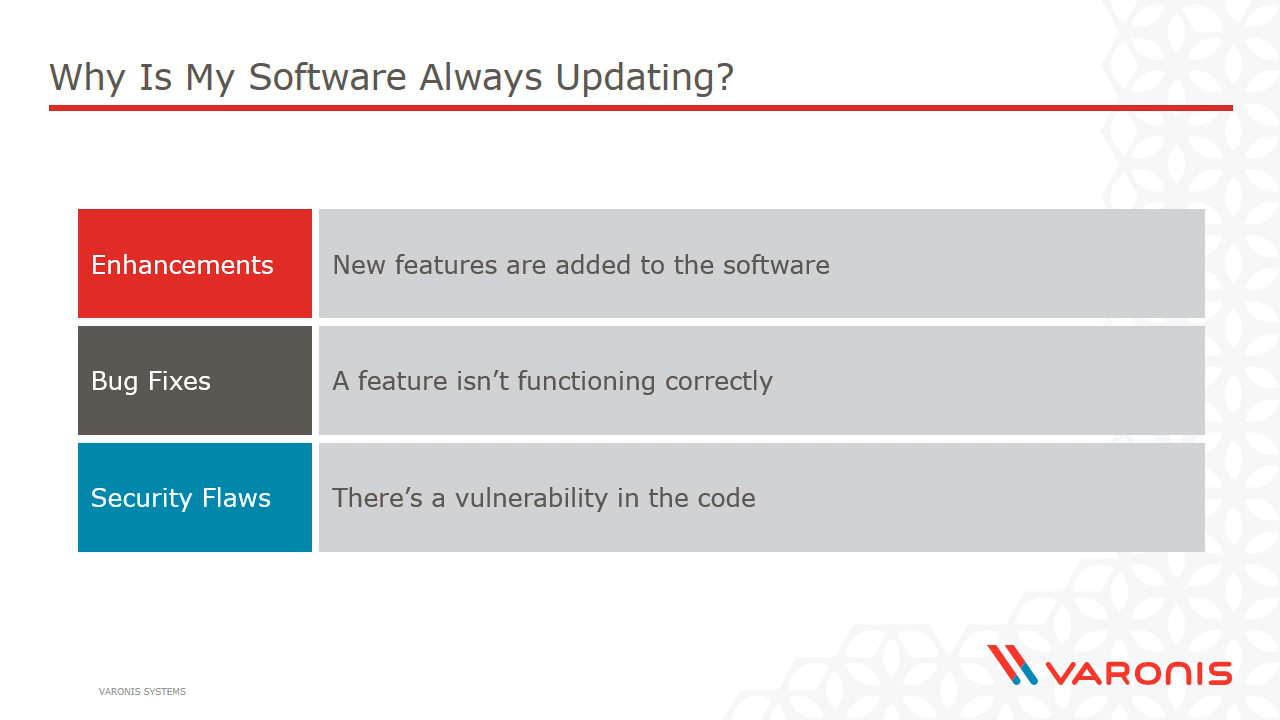 Why Is My Software Always Updating?
Enhancements
New features are added to the software
Bug Fixes
A feature isn’t functioning correctly
Security Flaws
There’s a vulnerability in the code
VARONIS SYSTEMS
VARONIS